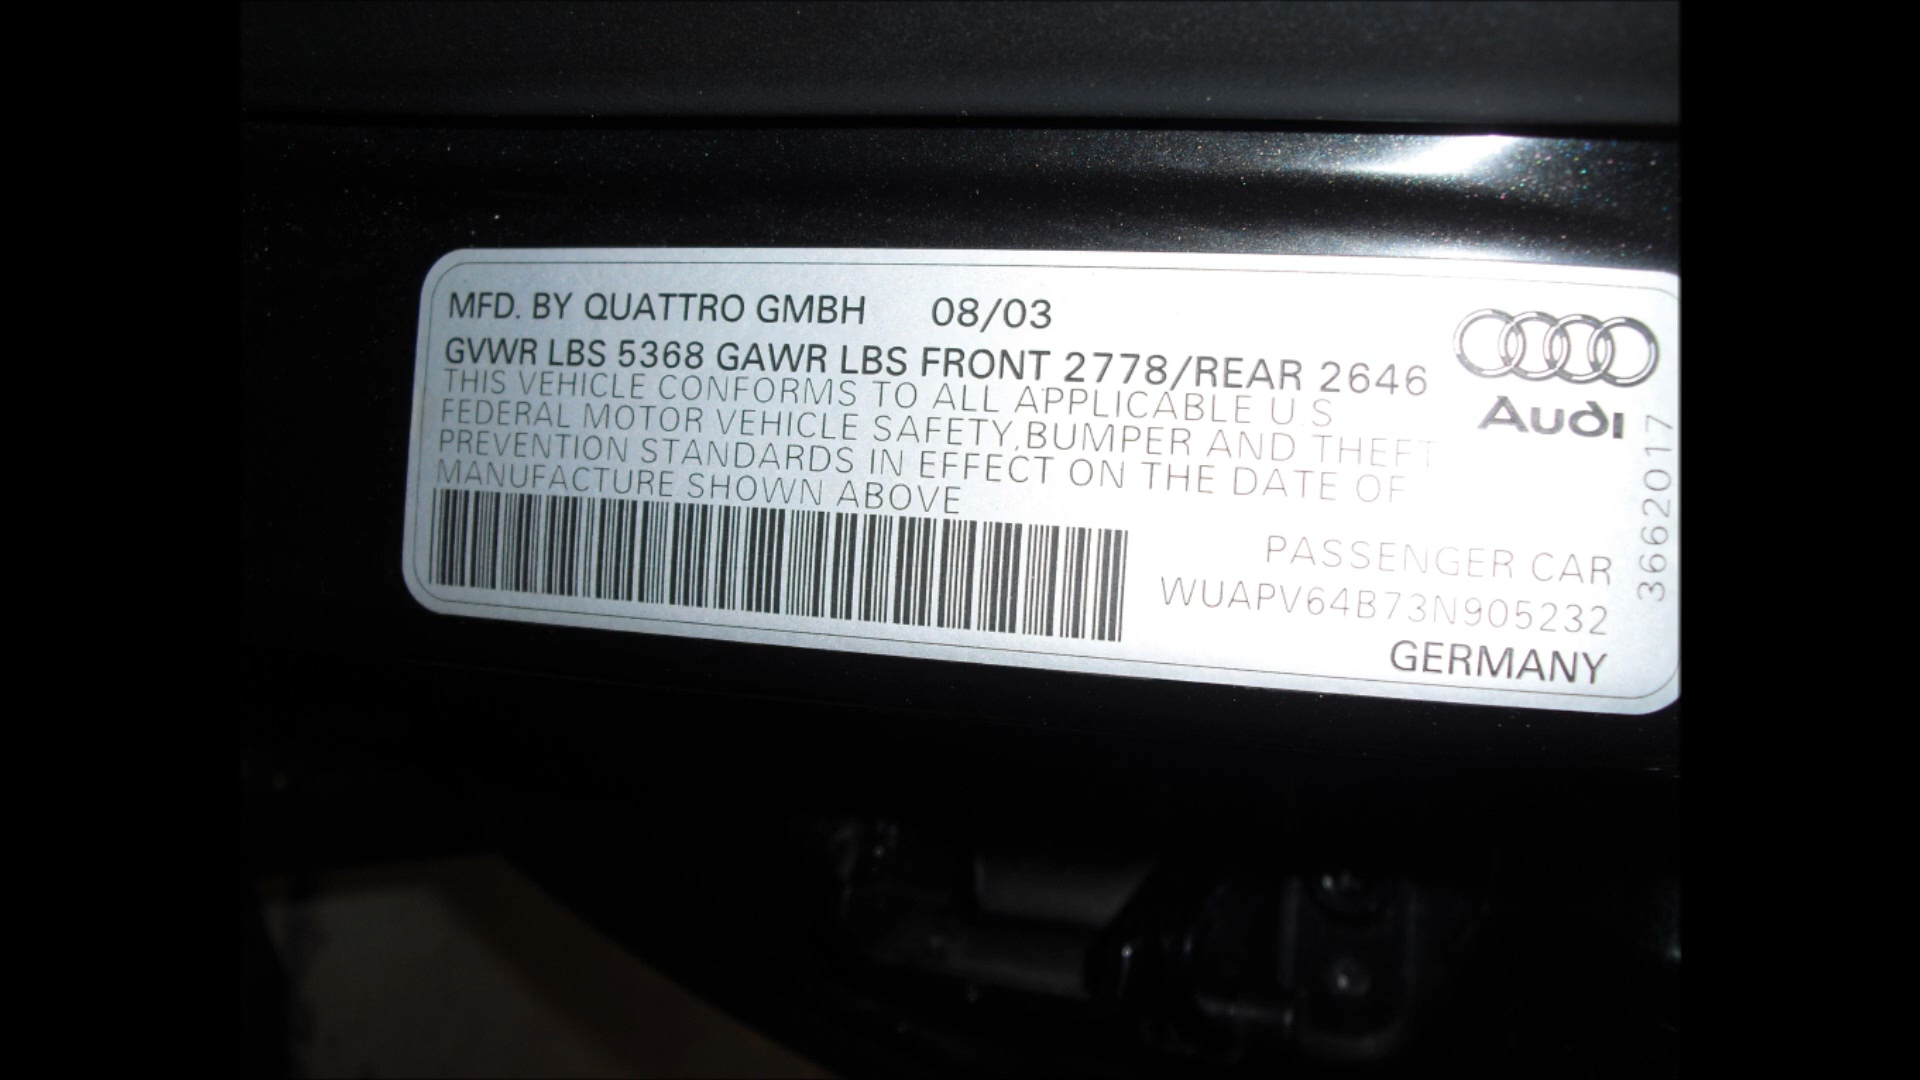 MFD. BY QUATTRO GMBH 08/03
GVWR LBS 5368 GAWR LBS FRONT 2778/REAR 2646
THIS VEHICLE CONFORMS TO ALL APPLICABLE U.S
FEDERAL MOTOR VEHICLE SAFETY,BUMPER AND THEFT
PREVENTION STANDARDS IN EFFECT ON THE DATE OF
MANUFACTURE SHOWN ABOVE
Audi
3662017
PASSENGER CAR
WUAPV64B73N905232
GERMANY